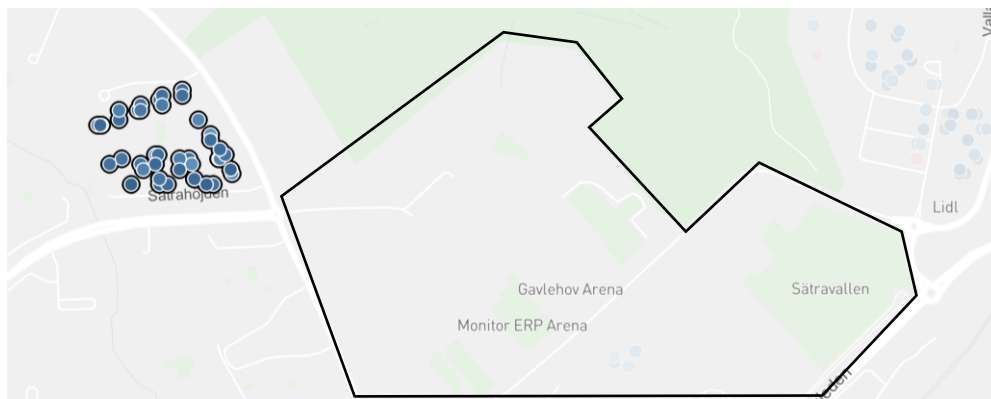 Sätrahöjden
Lidl
Gavlehov Arena
Sätravallen
Monitor ERP Arena